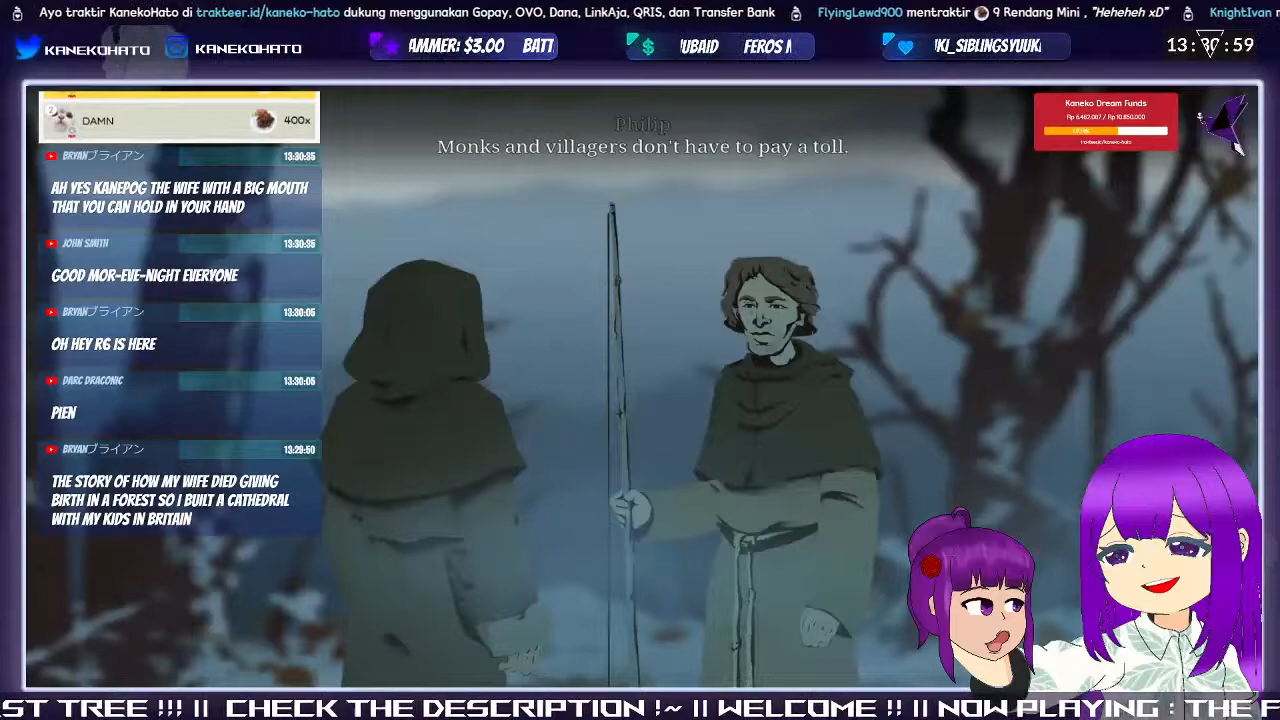 Ayo traktir KanekoHato di trakteer.id/kaneko-hato dukung menggunakan Gopay, OVO, Dana, LinkAja, QRIS, dan Transfer Bank
FlyingLewd900 mentraktir 9 Rendang Mini , "Heheheh xD"
KnightIvan
KANEKOHATO
KANEKOHATO
AMMER: $3.00 BATT
UBAID FEROS
KI_SIBLINGSYUUK
13:30:59
2
DAMN
400x
BRYANブライアン
13:30:35
AH YES KANEPOG THE WIFE WITH A BIG MOUTH
THAT YOU CAN HOLD IN YOUR HAND
JOHN SMITH
13:30:35
GOOD MOR-EVE-NIGHT EVERYONE
BRYANブライアン
13:30:05
OH HEY R6 IS HERE
DARC DRACONIC
13:30:05
PIEN
BRYANブライアン
13:29:50
THE STORY OF HOW MY WIFE DIED GIVING
BIRTH IN A FOREST SO I BUILT A CATHEDRAL
WITH MY KIDS IN BRITAIN
Philip
Monks and villagers don't have to pay a toll.
Kaneko Dream Funds
ST TREE !!! || CHECK THE DESCRIPTION !~ || WELCOME !! || NOW PLAYING : THE F